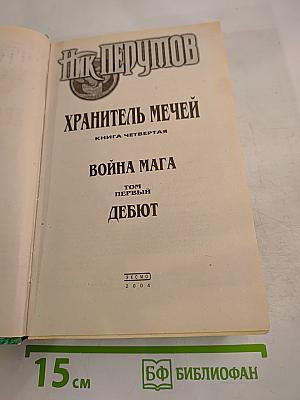 Ник Перумов
ХРАНИТЕЛЬ МЕЧЕЙ
КНИГА ЧЕТВЕРТАЯ
ВОЙНА МАГА
ТОМ
ПЕРВЫЙ
ДЕБЮТ
ЭКСМО
2004
15 см
БФ БИБЛИОФАН